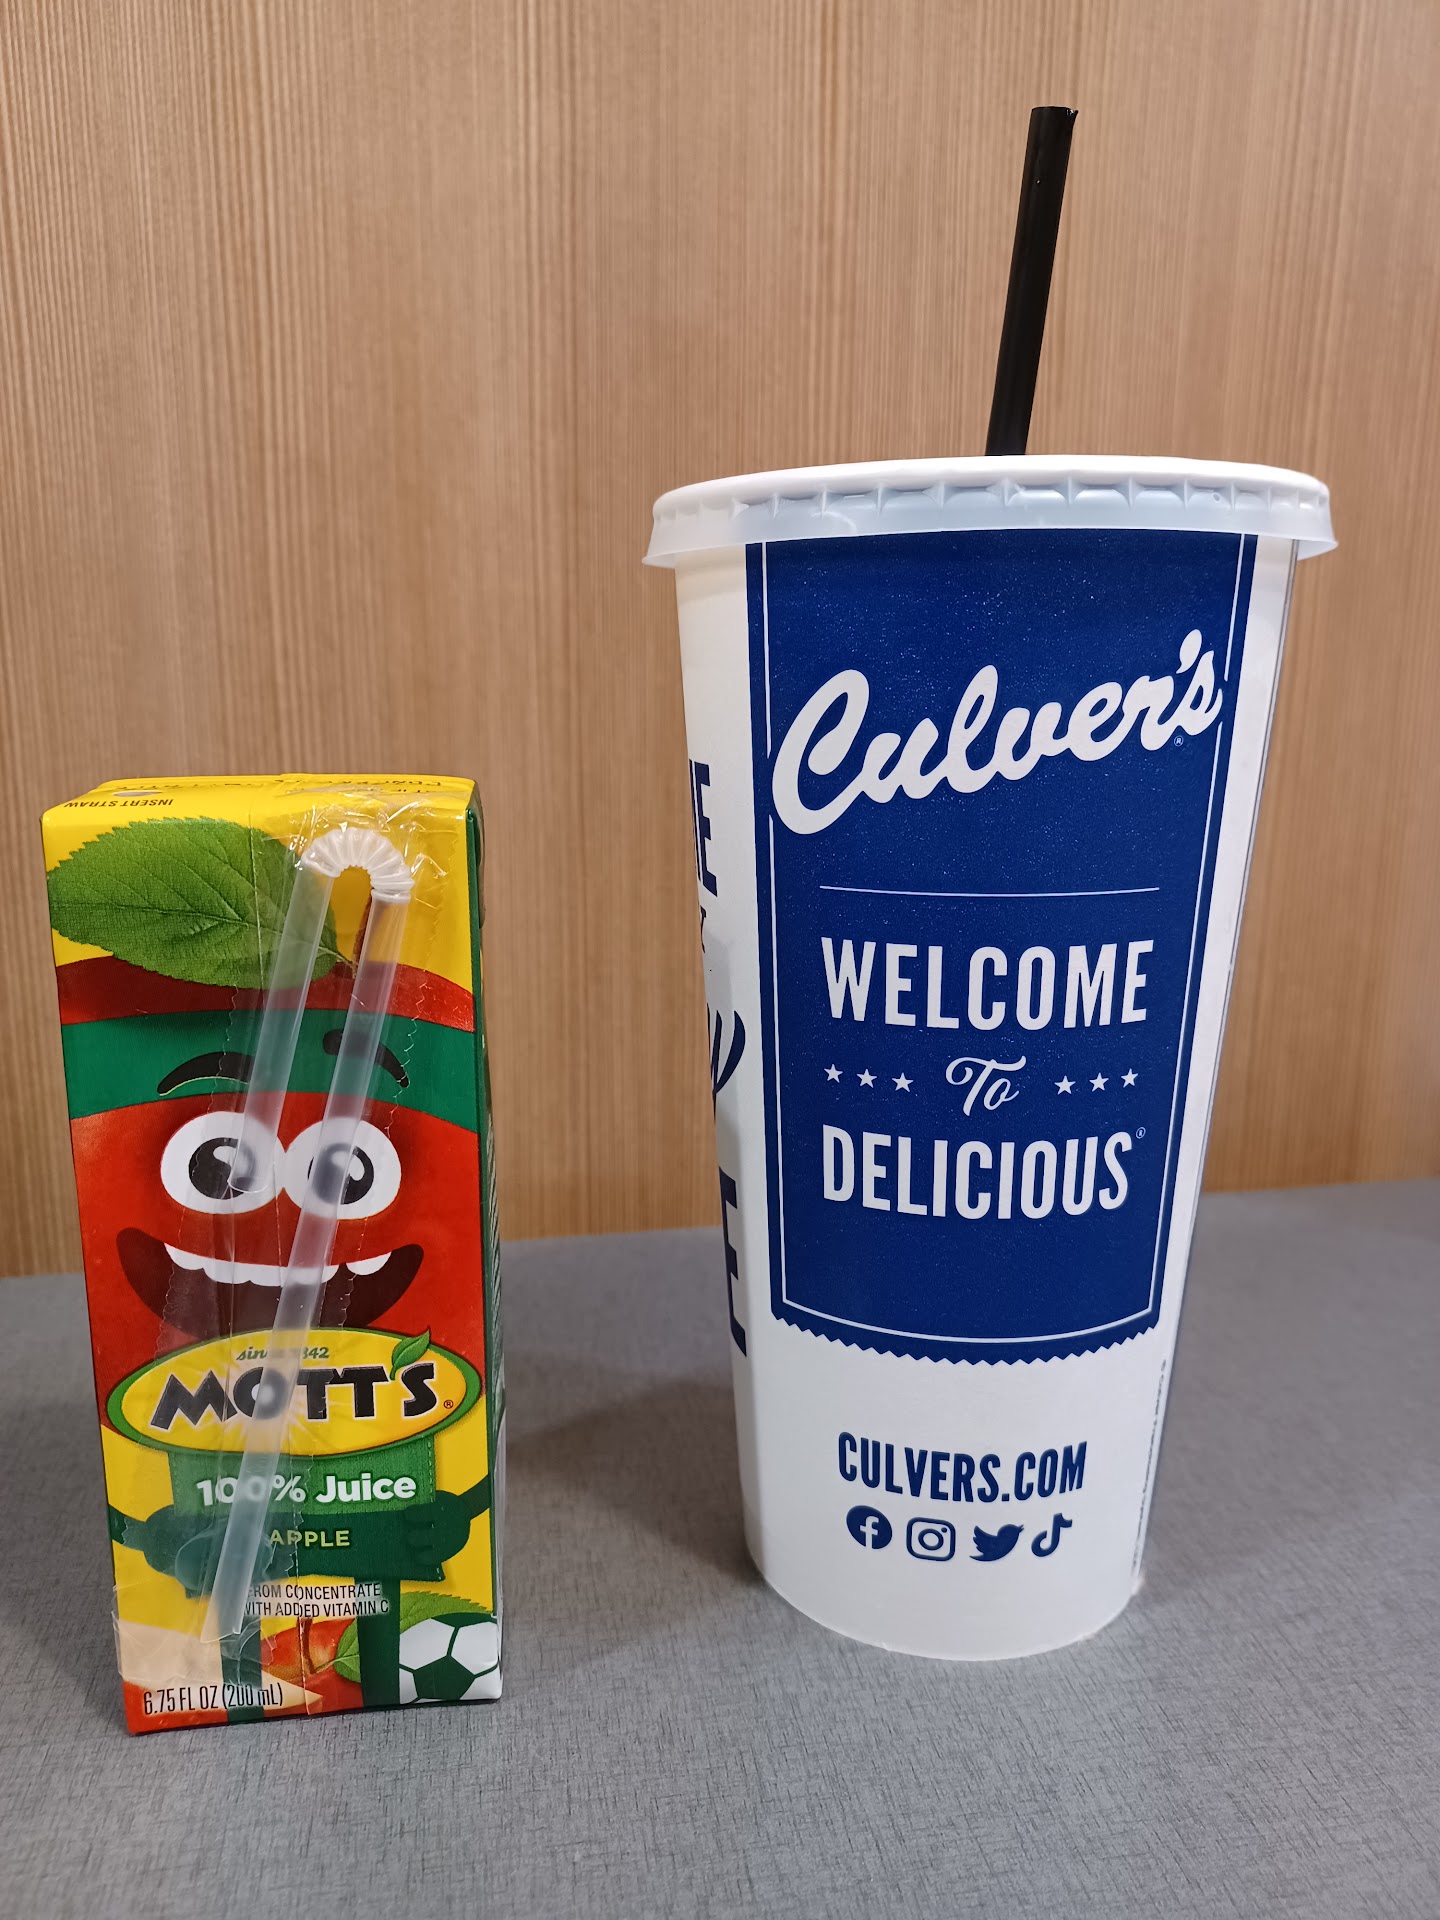 INSERT STRAW
MOTT'S®
100% Juice
APPLE
FROM CONCENTRATE
WITH ADDED VITAMIN C
6.75 FL OZ (200 mL)
Culver's®
WELCOME
To
DELICIOUS®
CULVERS.COM